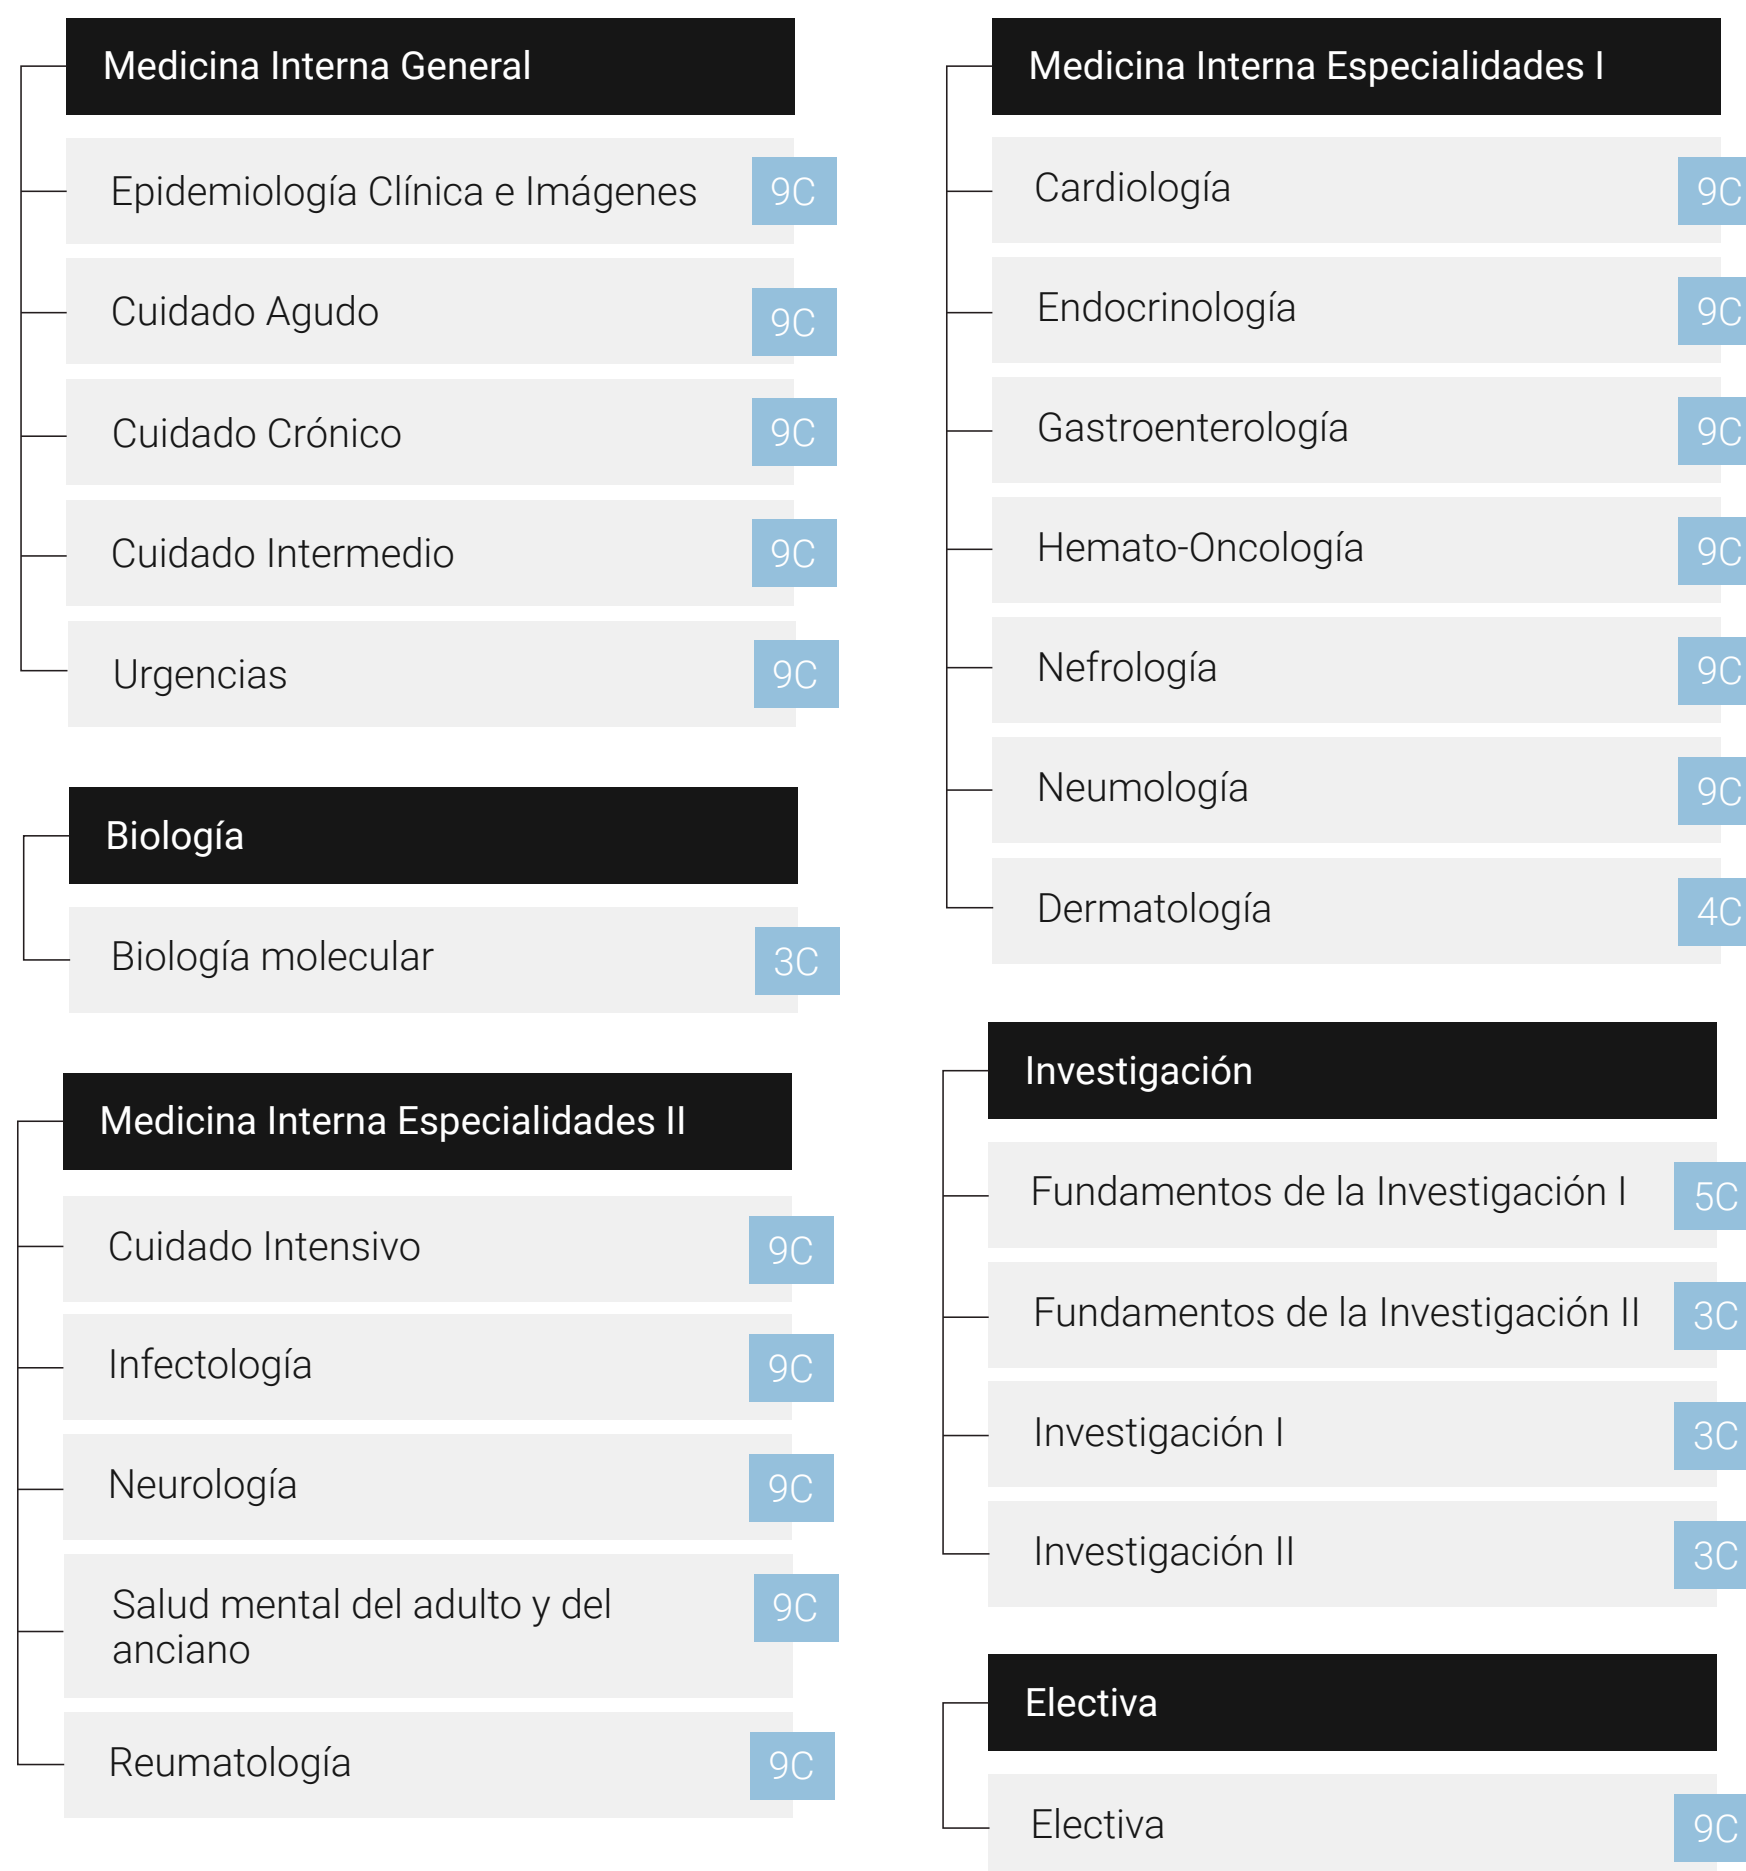 Medicina Interna General
Epidemiología Clínica e Imágenes 9C
Cuidado Agudo 9C
Cuidado Crónico 9C
Cuidado Intermedio 9C
Urgencias 9C
Biología
Biología molecular 3C
Medicina Interna Especialidades II
Cuidado Intensivo 9C
Infectología 9C
Neurología 9C
Salud mental del adulto y del 9C
anciano
Reumatología 9C
Medicina Interna Especialidades I
Cardiología 9C
Endocrinología 9C
Gastroenterología 9C
Hemato-Oncología 9C
Nefrología 9C
Neumología 9C
Dermatología 4C
Investigación
Fundamentos de la Investigación I 5C
Fundamentos de la Investigación II 3C
Investigación I 3C
Investigación II 3C
Electiva
Electiva 9C